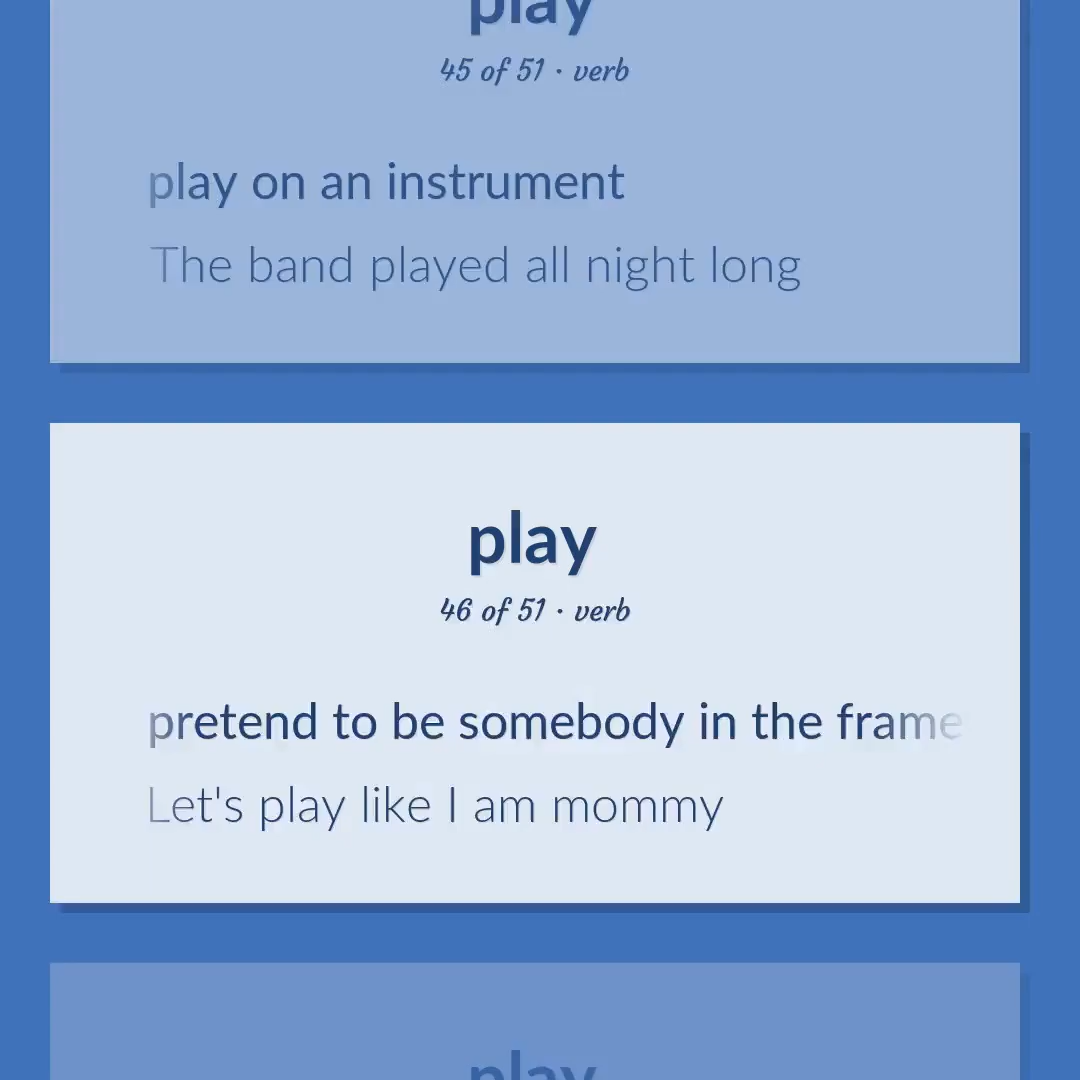 play
45 of 51 · verb
play on an instrument
The band played all night long
play
46 of 51 · verb
pretend to be somebody in the frame
Let's play like I am mommy
play